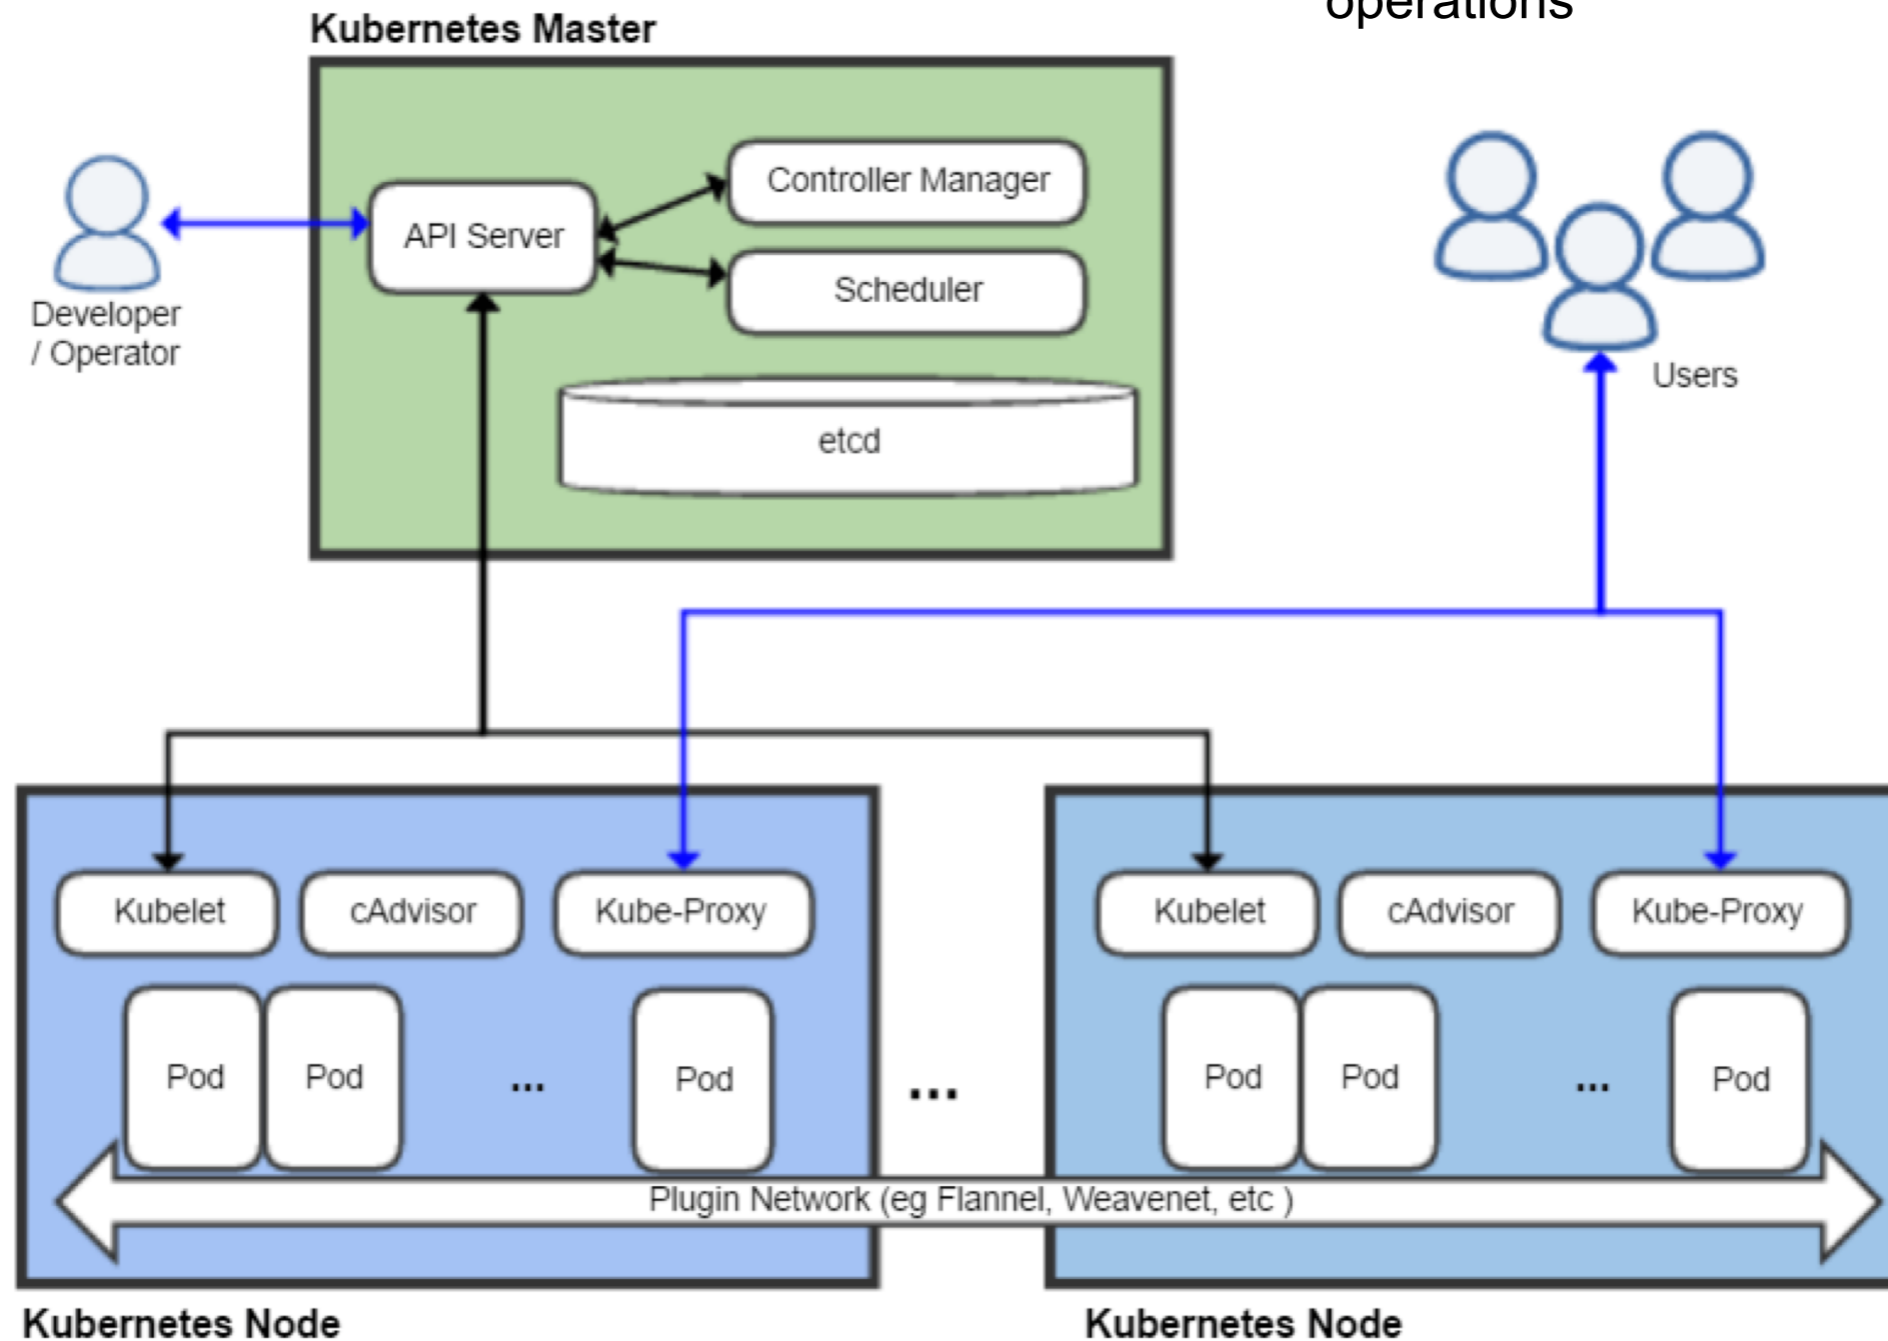 operations
Kubernetes Master
Controller Manager
API Server
Scheduler
Developer
/ Operator
etcd
Users
Kubelet
cAdvisor
Kube-Proxy
Kubelet
cAdvisor
Kube-Proxy
Pod
Pod
...
Pod
...
Pod
Pod
...
Pod
Plugin Network (eg Flannel, Weavenet, etc )
Kubernetes Node
Kubernetes Node